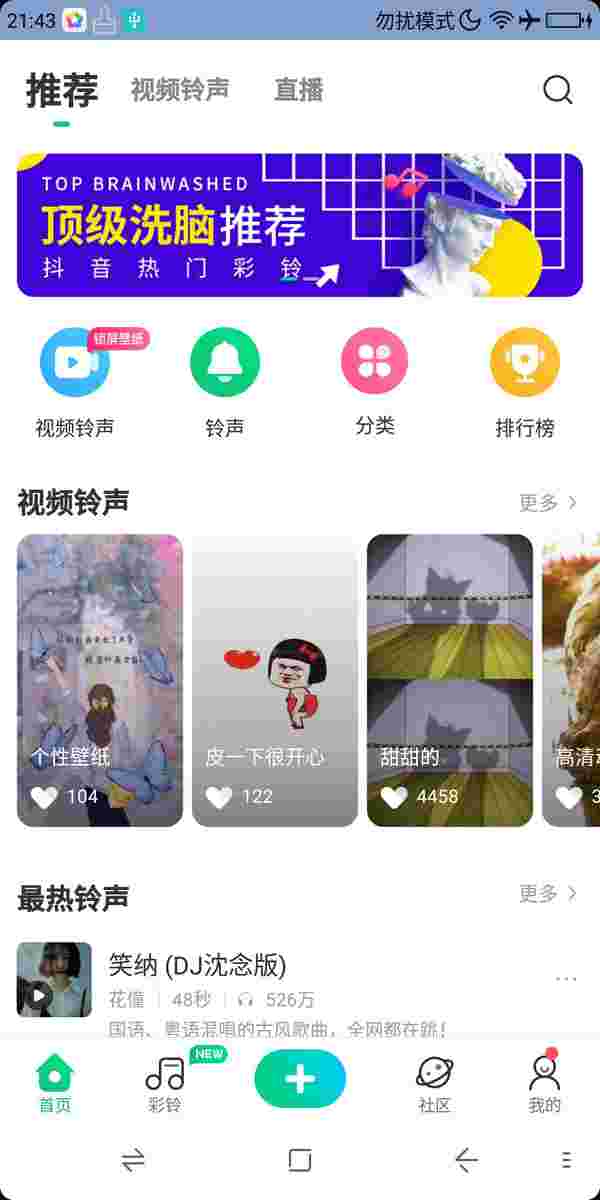 21:43 勿扰模式
推荐 视频铃声 直播
TOP BRAINWASHED
顶级洗脑推荐
抖音热门彩铃
锁屏壁纸
视频铃声 铃声 分类 排行榜
视频铃声 更多
个性壁纸 皮一下很开心 甜甜的 高清
104 122 4458 3
最热铃声 更多
笑纳 (DJ沈念版)
花僮 48秒 526万
国语、粤语混唱的古风歌曲，全网都在跳！
NEW
首页 彩铃 社区 我的